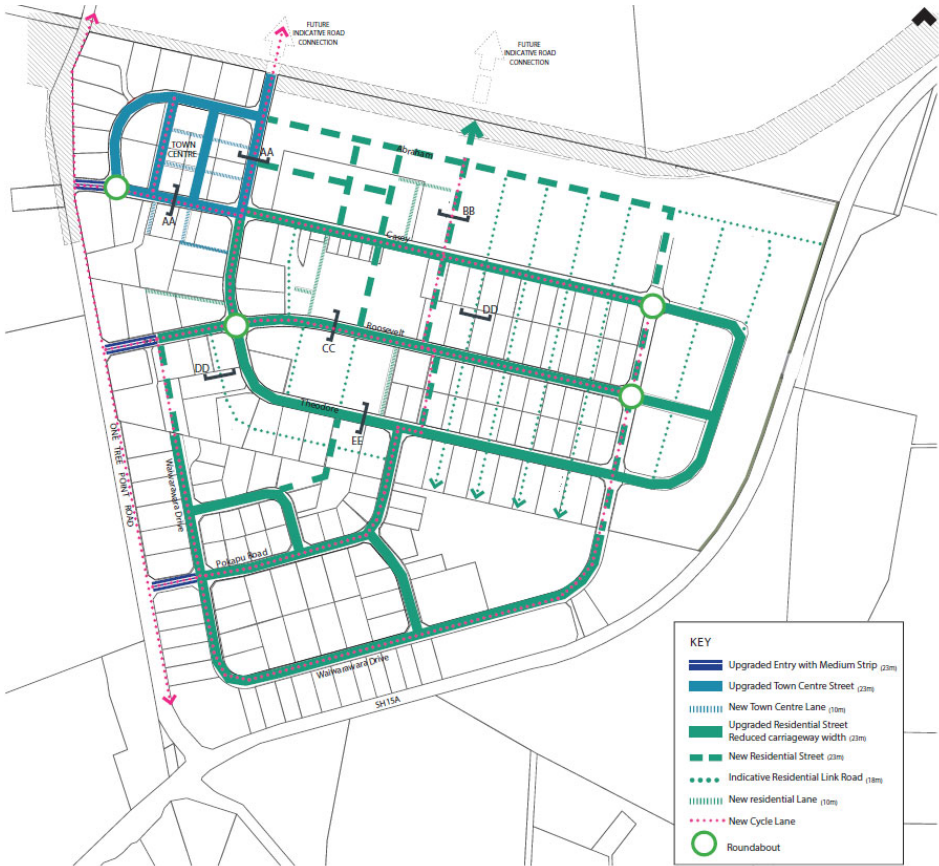 FUTURE
INDICATIVE ROAD
CONNECTION
FUTURE
INDICATIVE ROAD
CONNECTION
TOWN
CENTRE
AA
Abraham
AA
BB
Casey
DD
Roosevelt
CC
DD
Theodore
EE
ONE TREE POINT ROAD
Waiwarawara Drive
Pokapu Road
Waiwarawara Drive
SH15A
KEY
Upgraded Entry with Medium Strip (23m)
Upgraded Town Centre Street (23m)
New Town Centre Lane (10m)
Upgraded Residential Street
Reduced carriageway width (23m)
New Residential Street (23m)
Indicative Residential Link Road (18m)
New residential Lane (10m)
New Cycle Lane
Roundabout